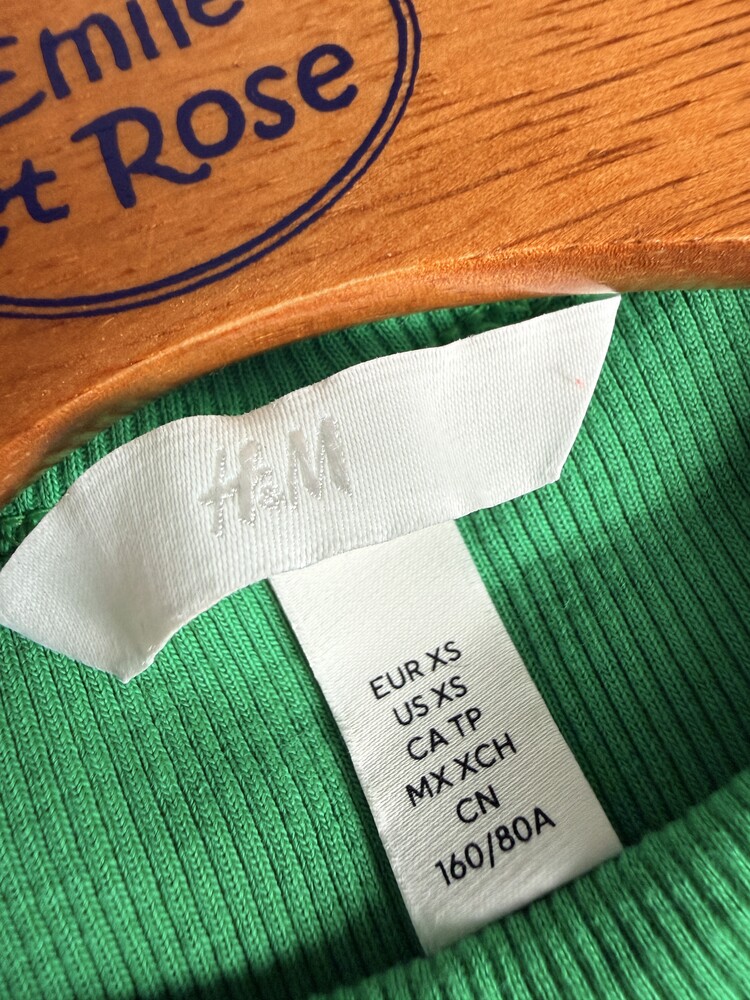 Emile
et Rose
H&M
EUR XS
US XS
CA TP
MX XCH
CN
160/80A